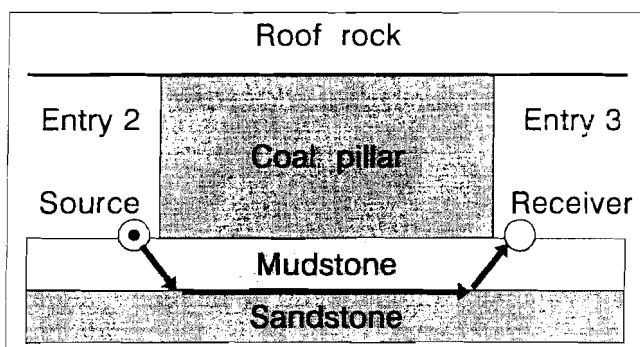 Roof rock
Entry 2
Entry 3
Coal pillar
Source
Receiver
Mudstone
Sandstone